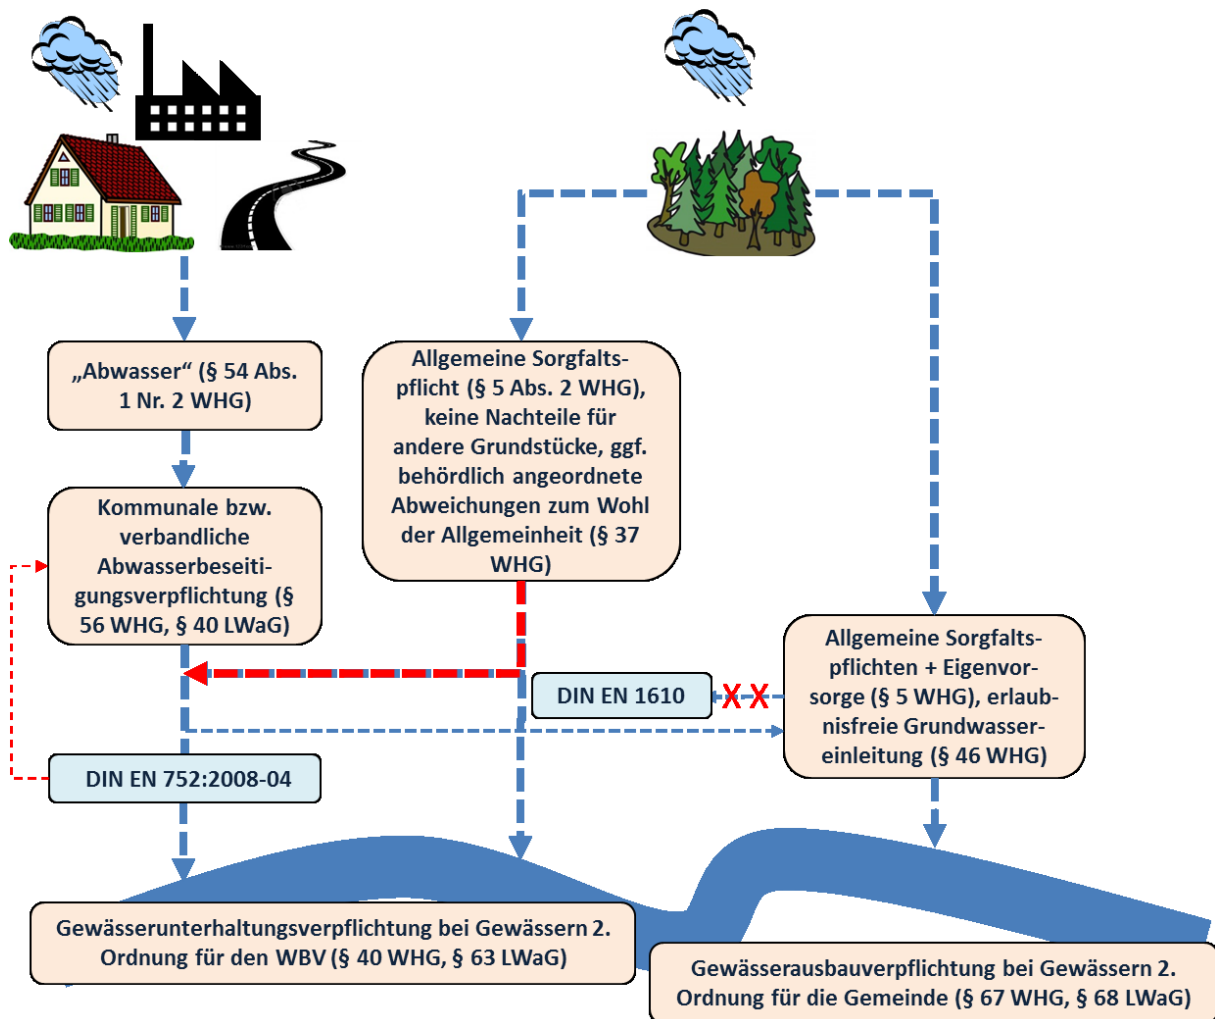 „Abwasser“ (§ 54 Abs.
1 Nr. 2 WHG)
Allgemeine Sorgfalts-
pflicht (§ 5 Abs. 2 WHG),
keine Nachteile für
andere Grundstücke, ggf.
behördlich angeordnete
Abweichungen zum Wohl
der Allgemeinheit (§ 37
WHG)
Kommunale bzw.
verbandliche
Abwasserbeseiti-
gungsverpflichtung (§
56 WHG, § 40 LWaG)
Allgemeine Sorgfalts-
pflichten + Eigenvor-
sorge (§ 5 WHG), erlaub-
nisfreie Grundwasser-
einleitung (§ 46 WHG)
DIN EN 1610
X X
DIN EN 752:2008-04
Gewässerunterhaltungsverpflichtung bei Gewässern 2.
Ordnung für den WBV (§ 40 WHG, § 63 LWaG)
Gewässerausbauverpflichtung bei Gewässern 2.
Ordnung für die Gemeinde (§ 67 WHG, § 68 LWaG)